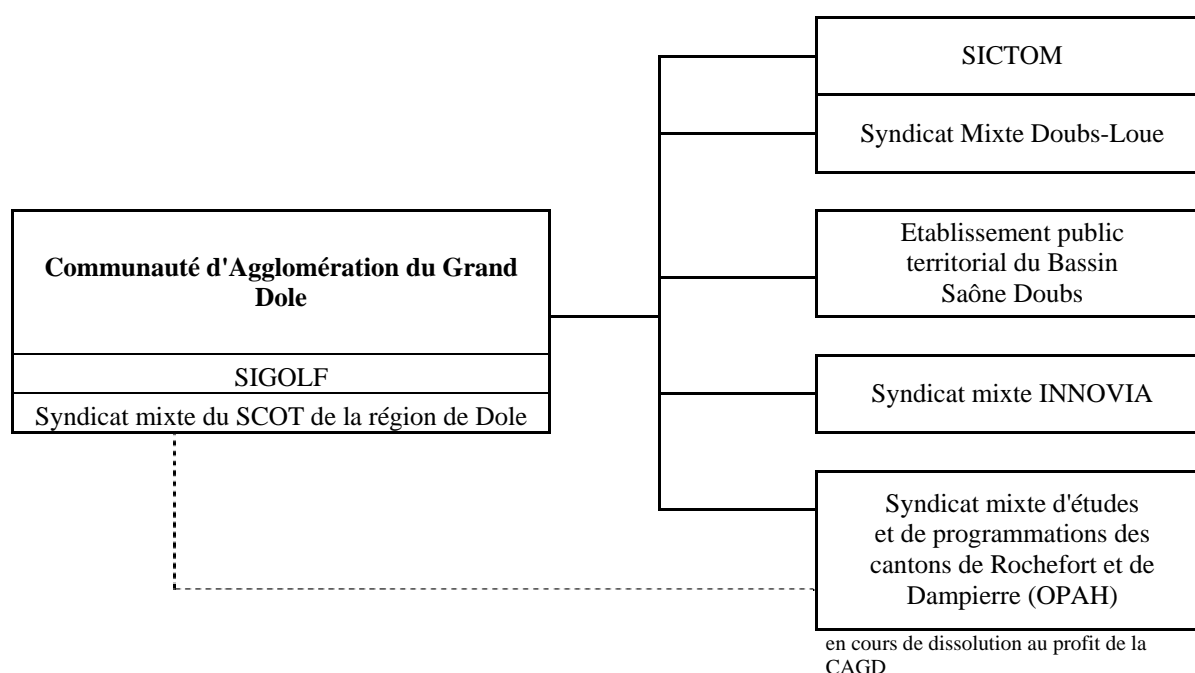 SICTOM
Syndicat Mixte Doubs-Loue
Etablissement public
territorial du Bassin
Saône Doubs
Communauté d'Agglomération du Grand
Dole
SIGOLF
Syndicat mixte du SCOT de la région de Dole
Syndicat mixte INNOVIA
Syndicat mixte d'études
et de programmations des
cantons de Rochefort et de
Dampierre (OPAH)
en cours de dissolution au profit de la
CAGD